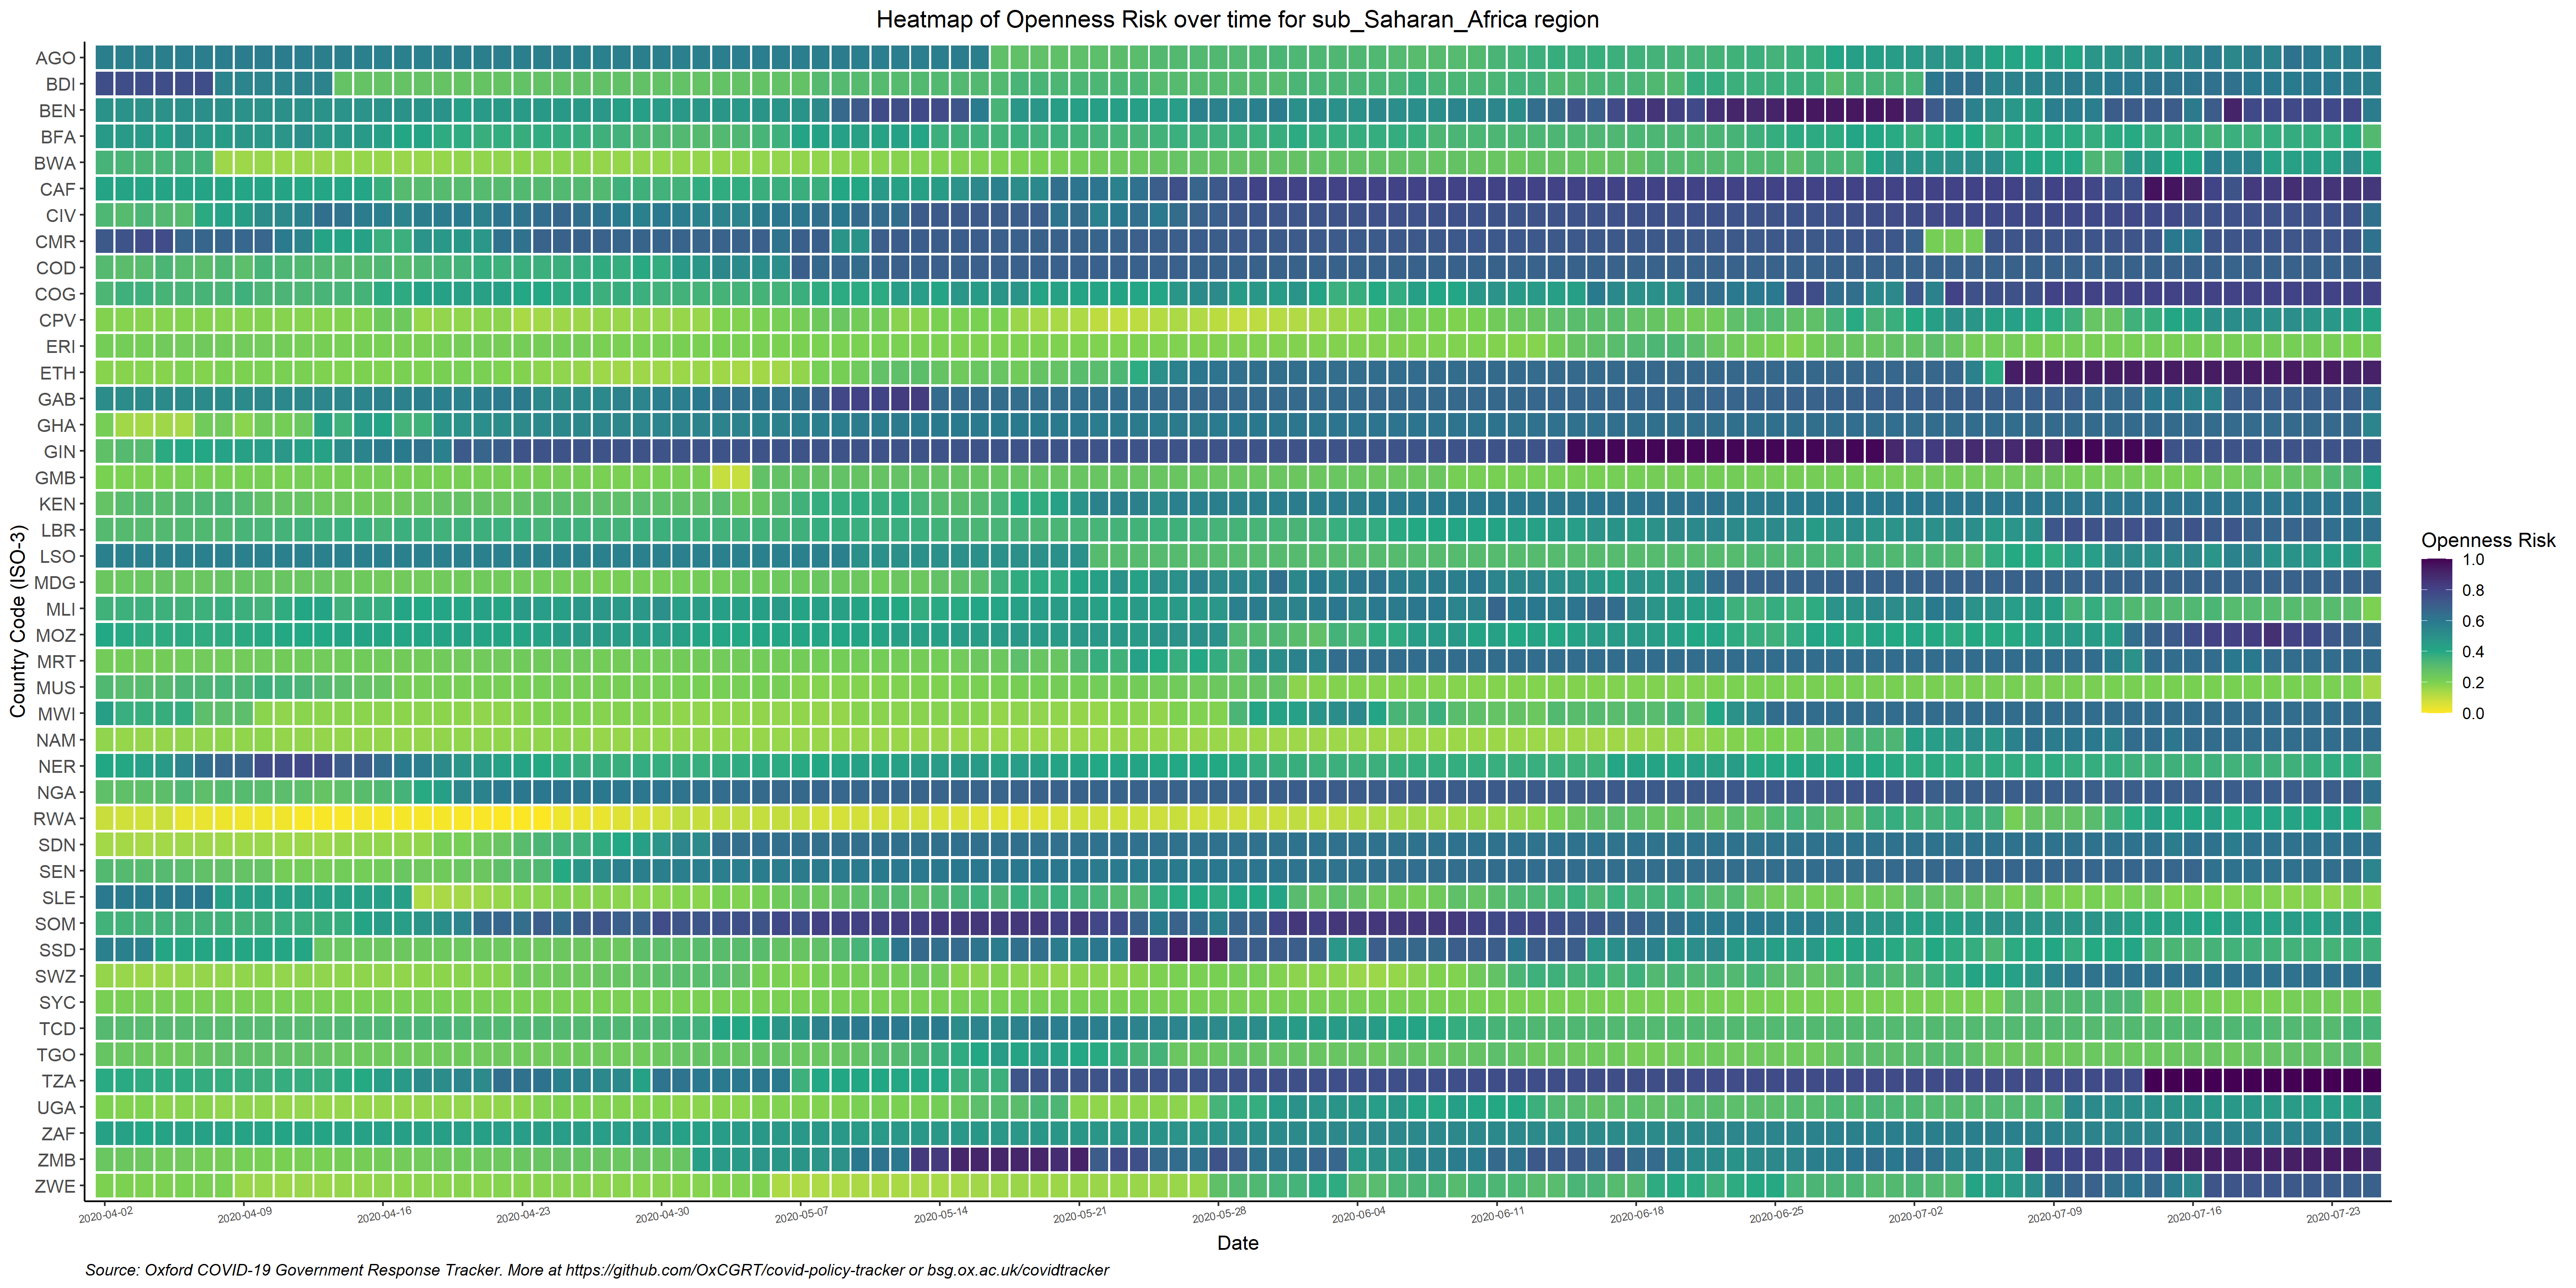 Heatmap of Openness Risk over time for sub_Saharan_Africa region
Country Code (ISO-3)
AGO
BDI
BEN
BFA
BWA
CAF
CIV
CMR
COD
COG
CPV
ERI
ETH
GAB
GHA
GIN
GMB
KEN
LBR
LSO
MDG
MLI
MOZ
MRT
MUS
MWI
NAM
NER
NGA
RWA
SDN
SEN
SLE
SOM
SSD
SWZ
SYC
TCD
TGO
TZA
UGA
ZAF
ZMB
ZWE
Openness Risk
1.0
0.8
0.6
0.4
0.2
0.0
2020-04-02 2020-04-09 2020-04-16 2020-04-23 2020-04-30 2020-05-07 2020-05-14 2020-05-21 2020-05-28 2020-06-04 2020-06-11 2020-06-18 2020-06-25 2020-07-02 2020-07-09 2020-07-16 2020-07-23
Date
Source: Oxford COVID-19 Government Response Tracker. More at https://github.com/OxCGRT/covid-policy-tracker or bsg.ox.ac.uk/covidtracker